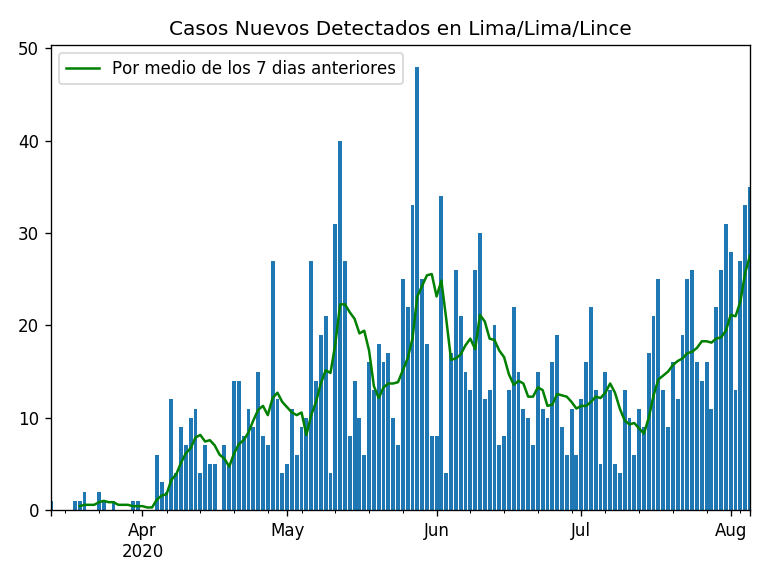 Casos Nuevos Detectados en Lima/Lima/Lince
Por medio de los 7 dias anteriores
50
40
30
20
10
0
Apr
2020
May
Jun
Jul
Aug